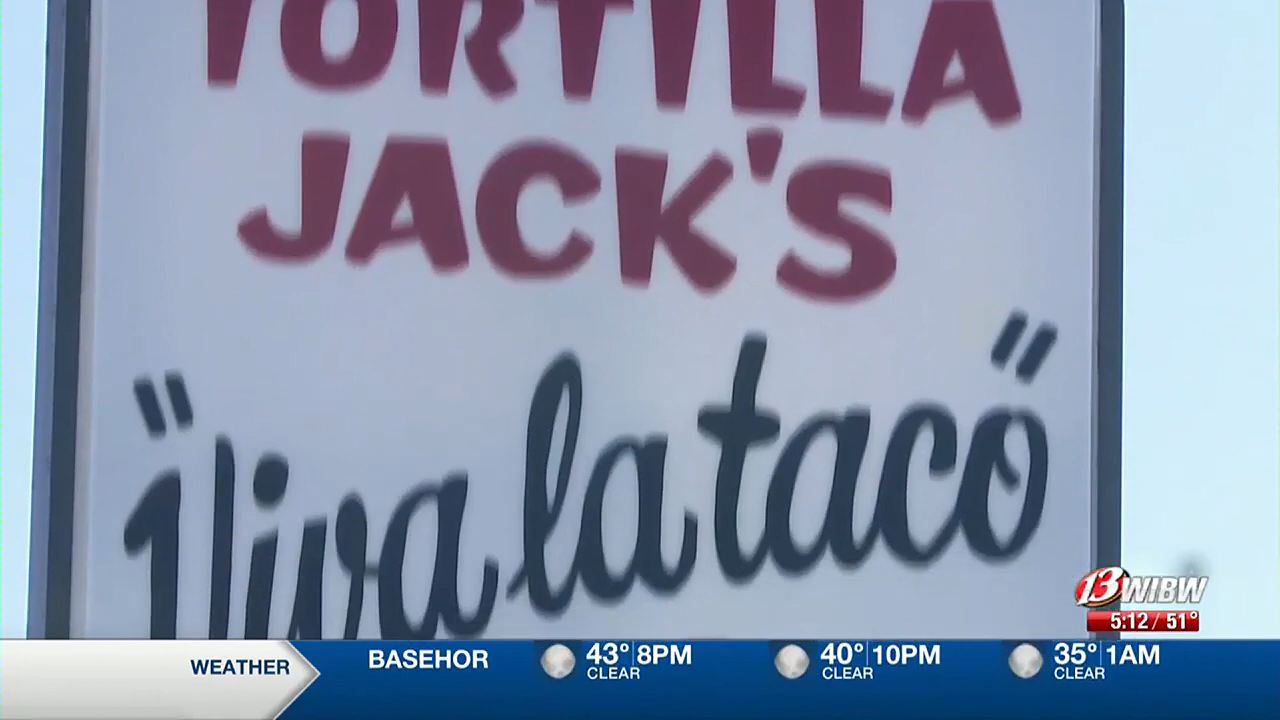 TORTILLA
JACK'S
"Viva la taco"
13 WIBW
5:12 / 51°
WEATHER
BASEHOR
43° 8PM
CLEAR
40° 10PM
CLEAR
35° 1AM
CLEAR